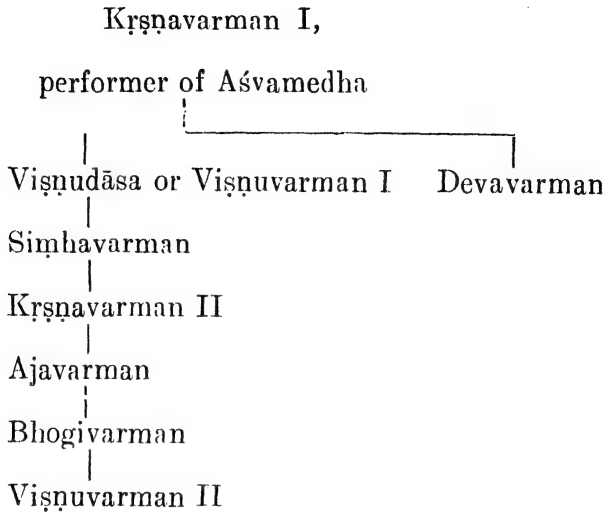 Kṛṣṇavarman I,
performer of Aśvamedha
Viṣṇudāsa or Viṣṇuvarman I Devavarman
Siṃhavarman
Kṛṣṇavarman II
Ajavarman
Bhogivarman
Viṣṇuvarman II